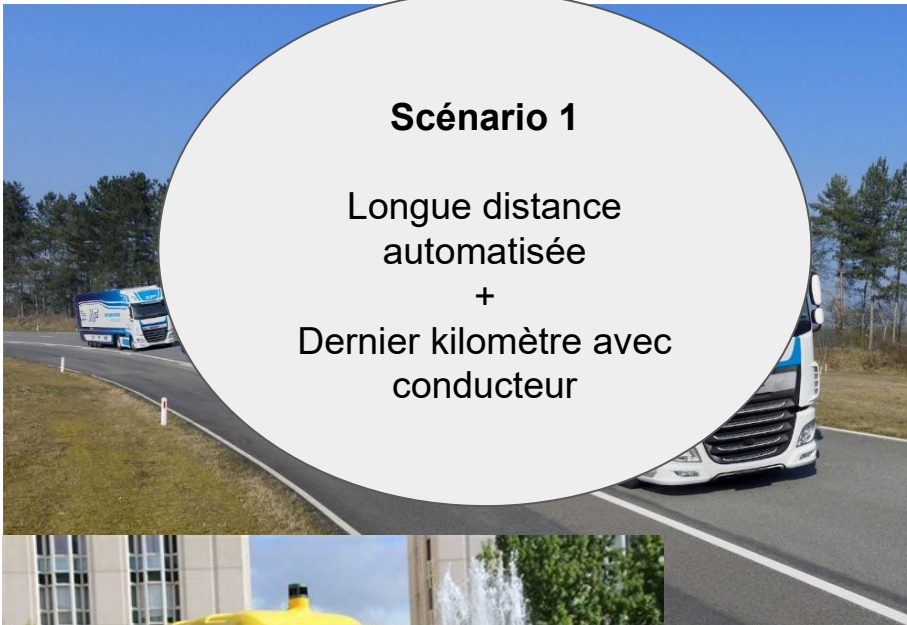 Scénario 1
Longue distance
automatisée
+
Dernier kilomètre avec
conducteur